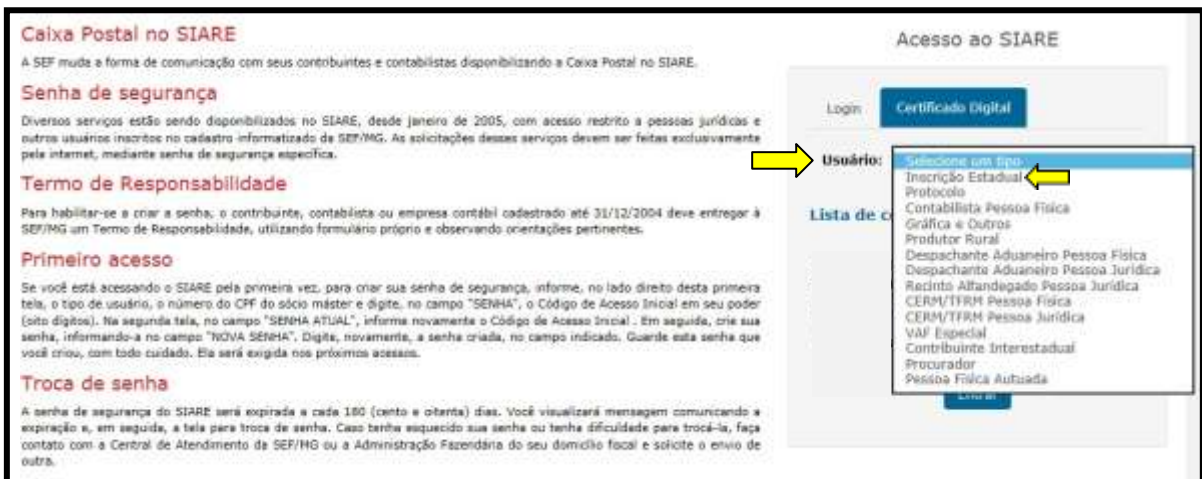 Caixa Postal no SIARE
A SEF muda a forma de comunicação com seus contribuintes e contabilistas disponibilizando a Caixa Postal no SIARE.
Senha de segurança
Diversos serviços estão sendo disponibilizados no SIARE, desde janeiro de 2005, com acesso restrito a pessoas jurídicas e
outros usuários inscritos no cadastro informatizado da SEF/MG. As solicitações desses serviços devem ser feitas exclusivamente
pela internet, mediante senha de segurança específica.
Termo de Responsabilidade
Para habilitar-se a criar a senha, o contribuinte, contabilista ou empresa contábil cadastrado até 31/12/2004 deve entregar à
SEF/MG um Termo de Responsabilidade, utilizando formulário próprio e observando orientações pertinentes.
Primeiro acesso
Se você está acessando o SIARE pela primeira vez, para criar sua senha de segurança, informe, no lado direito desta primeira
tela, o tipo de usuário, o número do CPF do sócio máster e digite, no campo "SENHA", o Código de Acesso Inicial em seu poder
(oito dígitos). Na segunda tela, no campo "SENHA ATUAL", informe novamente o Código de Acesso Inicial . Em seguida, crie sua
senha, informando-a no campo "NOVA SENHA". Digite, novamente, a senha criada, no campo indicado. Guarde esta senha que
você criou, com todo cuidado. Ela será exigida nos próximos acessos.
Troca de senha
A senha de segurança do SIARE será expirada a cada 180 (cento e oitenta) dias. Você visualizará mensagem comunicando a
expiração e, em seguida, a tela para troca de senha. Caso tenha esquecido sua senha ou tenha dificuldade para trocá-la, faça
contato com a Central de Atendimento da SEF/MG ou a Administração Fazendária do seu domicílio fiscal e solicite o envio de
outra.
Acesso ao SIARE
Login
Certificado Digital
Usuário:
Selecione um tipo
Inscrição Estadual
Protocolo
Contabilista Pessoa Física
Gráfica e Outros
Produtor Rural
Despachante Aduaneiro Pessoa Física
Despachante Aduaneiro Pessoa Jurídica
Recinto Alfandegado Pessoa Jurídica
CERM/TFRM Pessoa Física
CERM/TFRM Pessoa Jurídica
VAF Especial
Contribuinte Interestadual
Procurador
Pessoa Física Autuada
Lista de c
Entrar